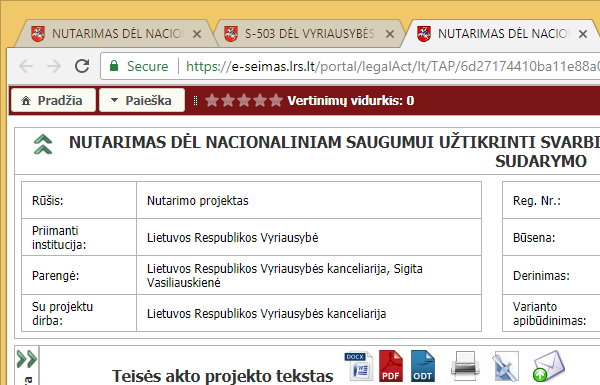 NUTARIMAS DĖL NACIO
S-503 DĖL VYRIAUSYBĖS
NUTARIMAS DĖL NACIO
Secure https://e-seimas.lrs.lt/portal/legalAct/lt/TAP/6d27174410ba11e88a
Pradžia Paieška Vertinimų vidurkis: 0
NUTARIMAS DĖL NACIONALINIAM SAUGUMUI UŽTIKRINTI SVARBI
SUDARYMO
Rūšis: Nutarimo projektas Reg. Nr.:
Priimanti
institucija: Lietuvos Respublikos Vyriausybė Būsena:
Parengė: Lietuvos Respublikos Vyriausybės kanceliarija, Sigita
Vasiliauskienė Derinimas:
Su projektu
dirba: Lietuvos Respublikos Vyriausybės kanceliarija Varianto
apibūdinimas:
Teisės akto projekto tekstas DOCX PDF ODT